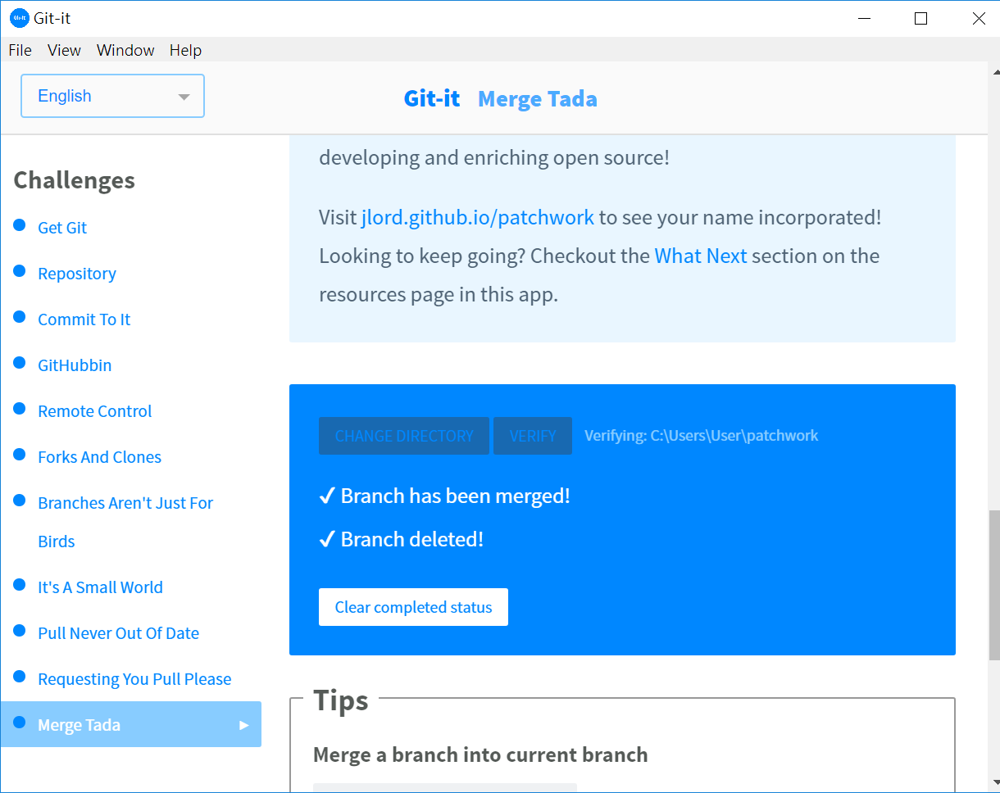 Git-it
File View Window Help
English
Git-it Merge Tada
Challenges
Get Git
Repository
Commit To It
GitHubbin
Remote Control
Forks And Clones
Branches Aren't Just For
Birds
It's A Small World
Pull Never Out Of Date
Requesting You Pull Please
Merge Tada
developing and enriching open source!
Visit jlord.github.io/patchwork to see your name incorporated!
Looking to keep going? Checkout the What Next section on the
resources page in this app.
CHANGE DIRECTORY VERIFY Verifying: C:\Users\User\patchwork
✓ Branch has been merged!
✓ Branch deleted!
Clear completed status
Tips
Merge a branch into current branch